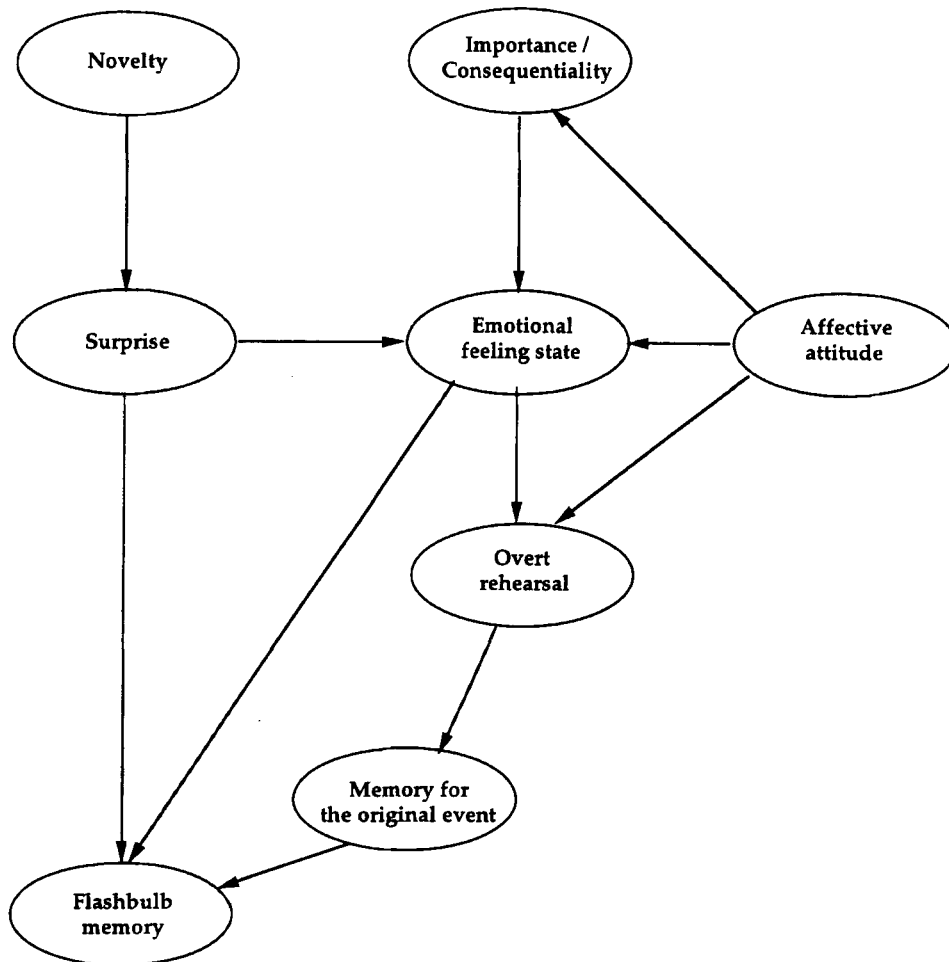 Novelty
Importance /
Consequentiality
Surprise
Emotional
feeling state
Affective
attitude
Overt
rehearsal
Memory for
the original event
Flashbulb
memory